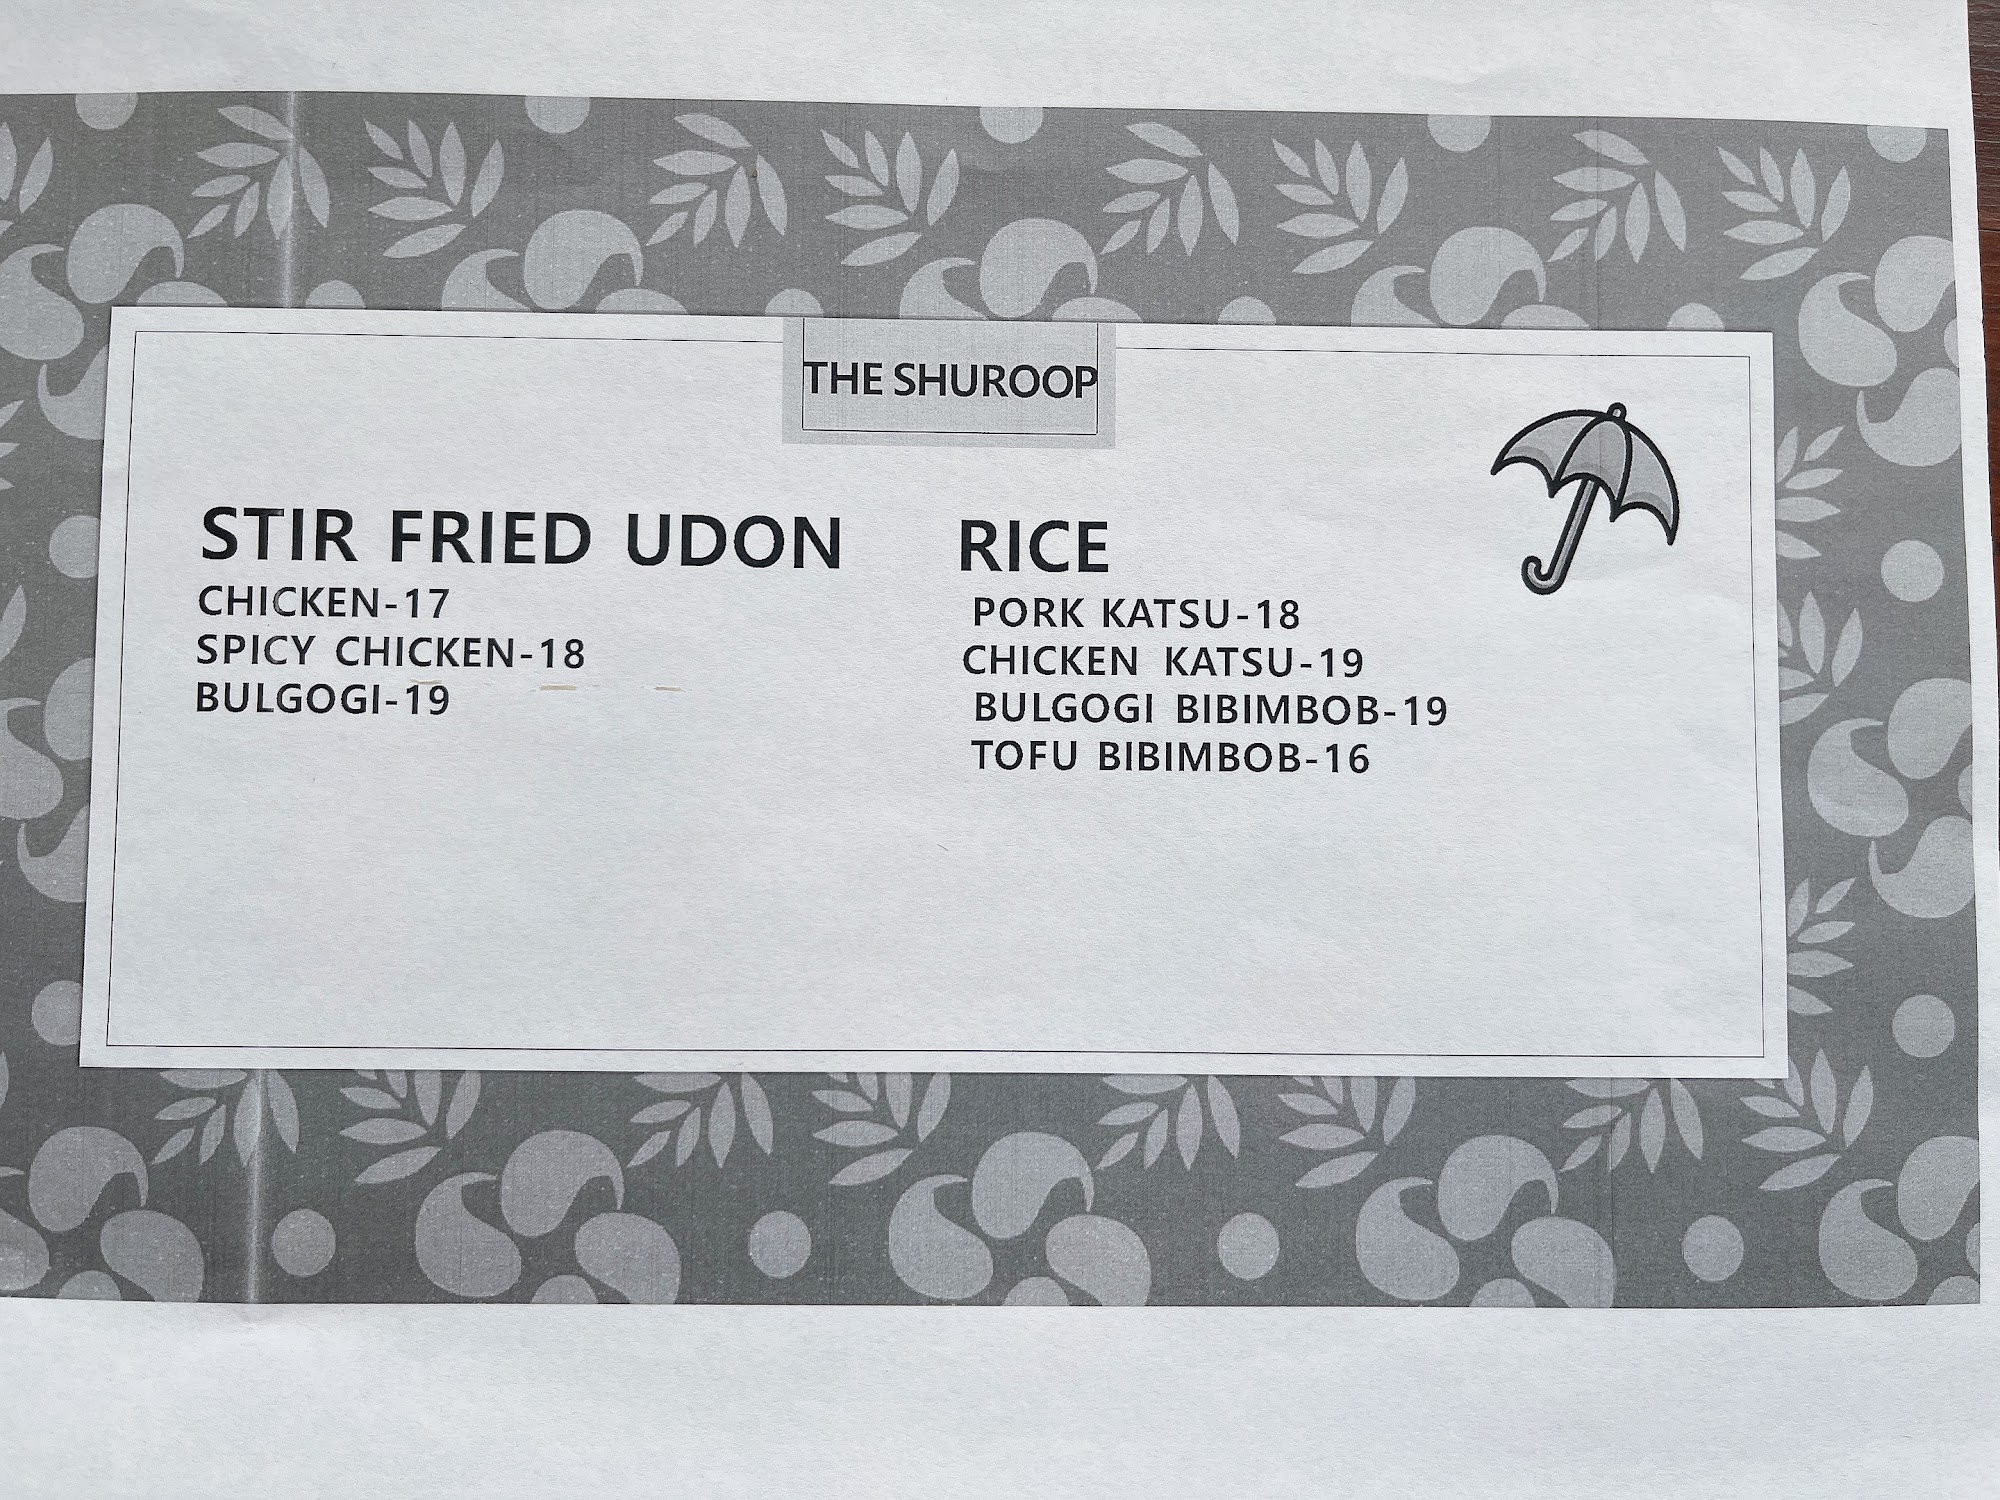 THE SHUROOP
STIR FRIED UDON
CHICKEN-17
SPICY CHICKEN-18
BULGOGI-19
RICE
PORK KATSU-18
CHICKEN KATSU-19
BULGOGI BIBIMBOB-19
TOFU BIBIMBOB-16